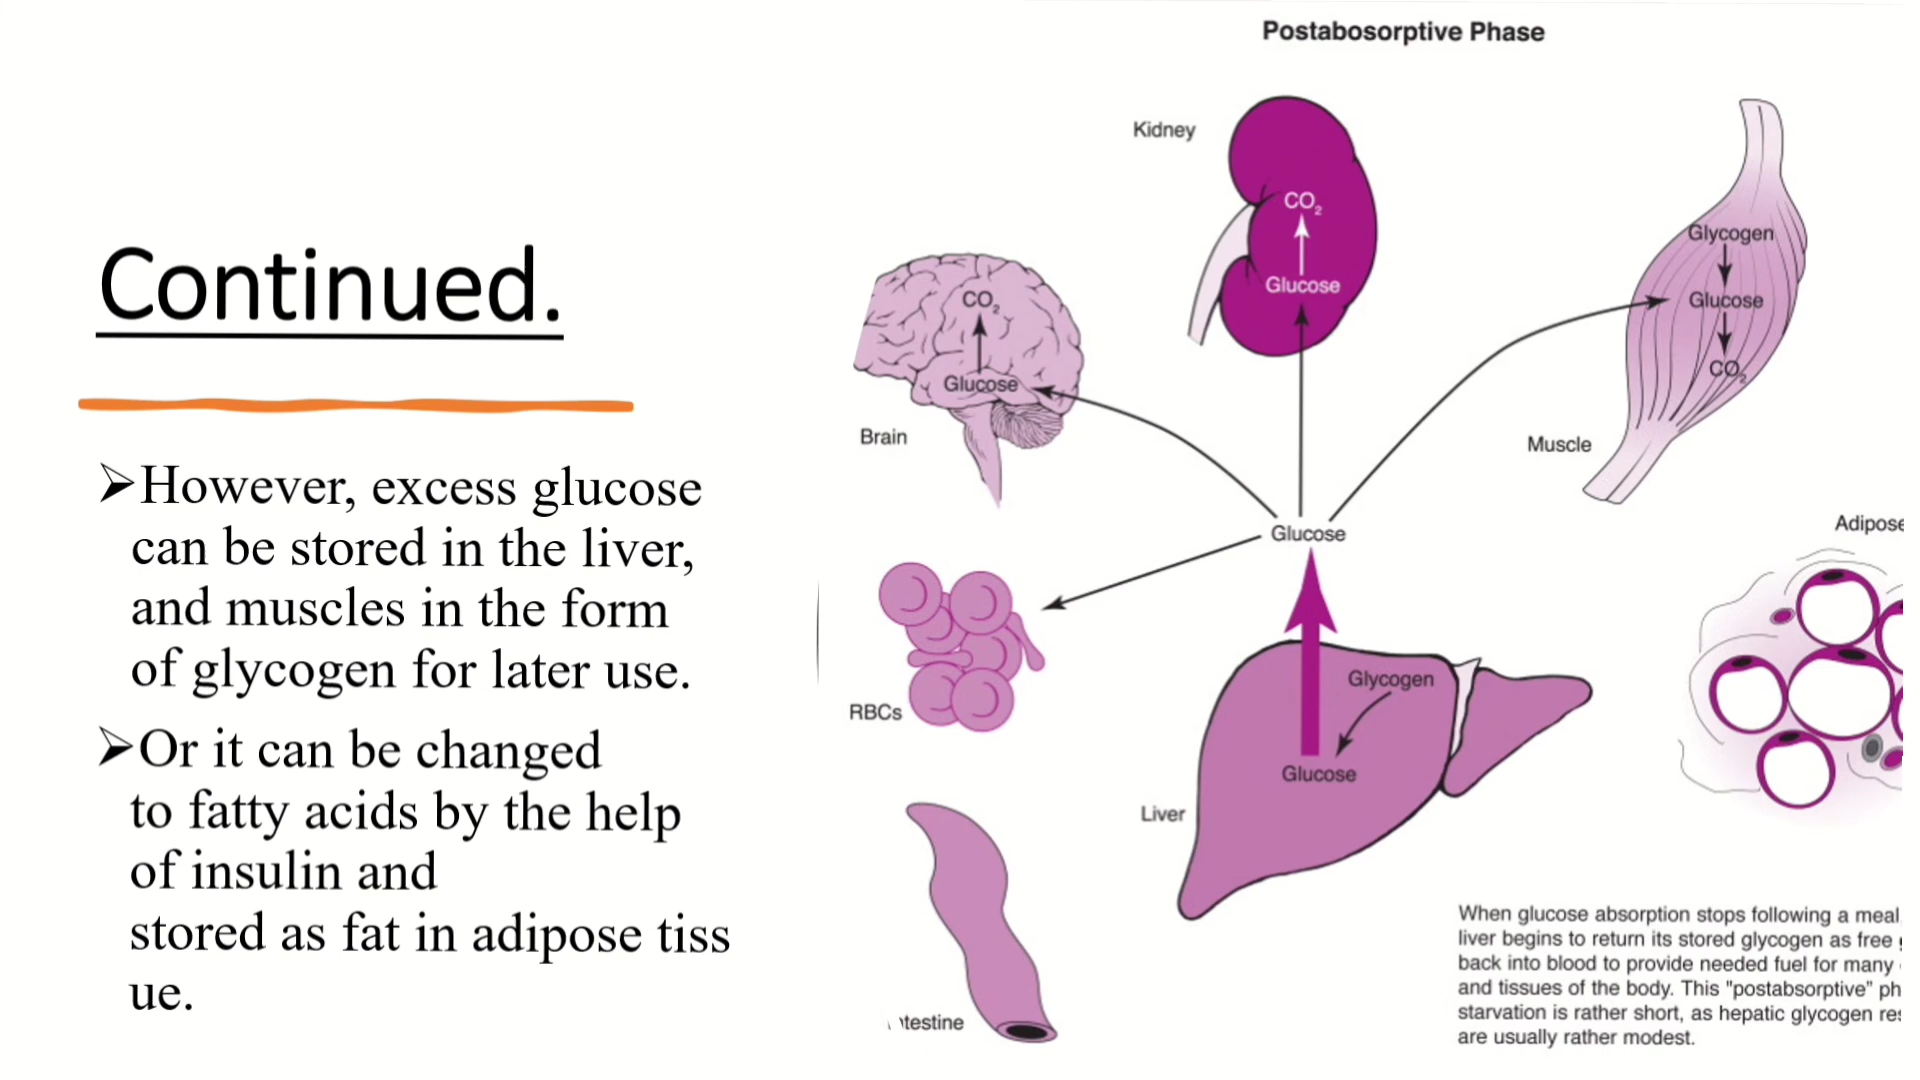 Continued.
➢However, excess glucose
can be stored in the liver,
and muscles in the form
of glycogen for later use.
➢Or it can be changed
to fatty acids by the help
of insulin and
stored as fat in adipose tiss
ue.
Postabosorptive Phase
Kidney
CO₂
Glucose
Glycogen
Glucose
CO₂
Muscle
CO₂
Glucose
Brain
Glucose
Adipose
RBCs
Glycogen
Glucose
Liver
testine
When glucose absorption stops following a meal
liver begins to return its stored glycogen as free
back into blood to provide needed fuel for many
and tissues of the body. This "postabsorptive" ph
starvation is rather short, as hepatic glycogen res
are usually rather modest.